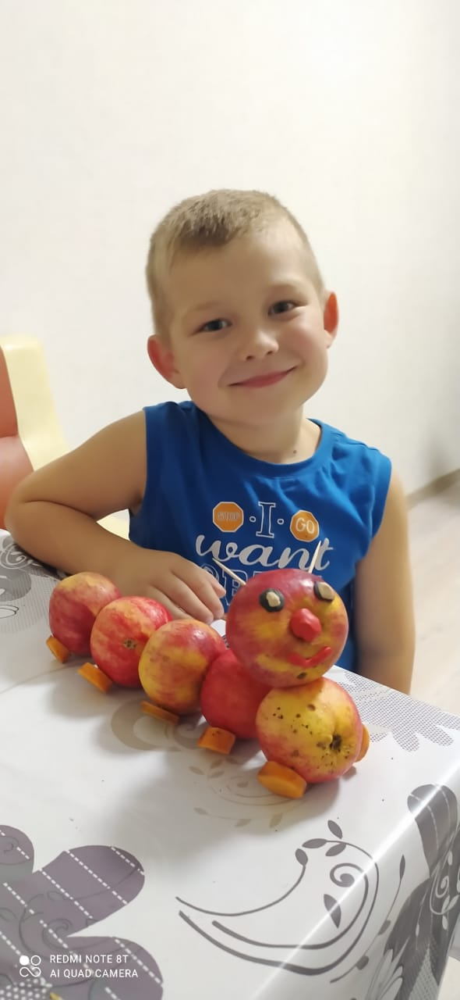 STOP · I · GO
want
REDMI NOTE 8T
AI QUAD CAMERA